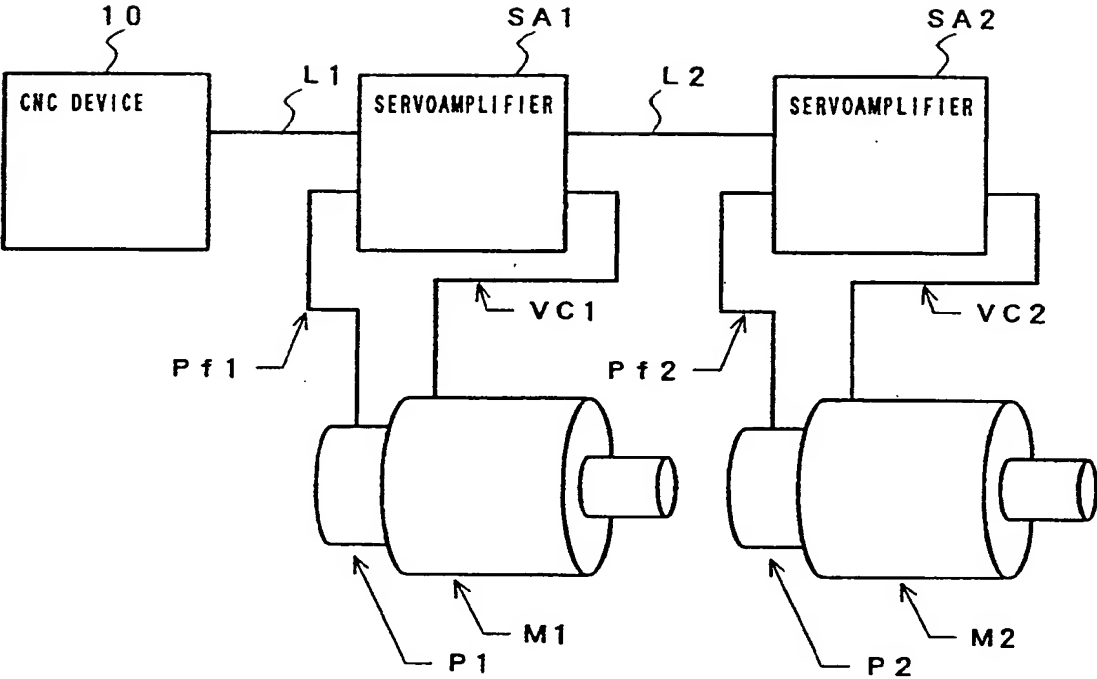 10
SA1
SA2
L1
L2
CNC DEVICE
SERVOAMPLIFIER
SERVOAMPLIFIER
VC1
VC2
Pf1
Pf2
M1
M2
P1
P2